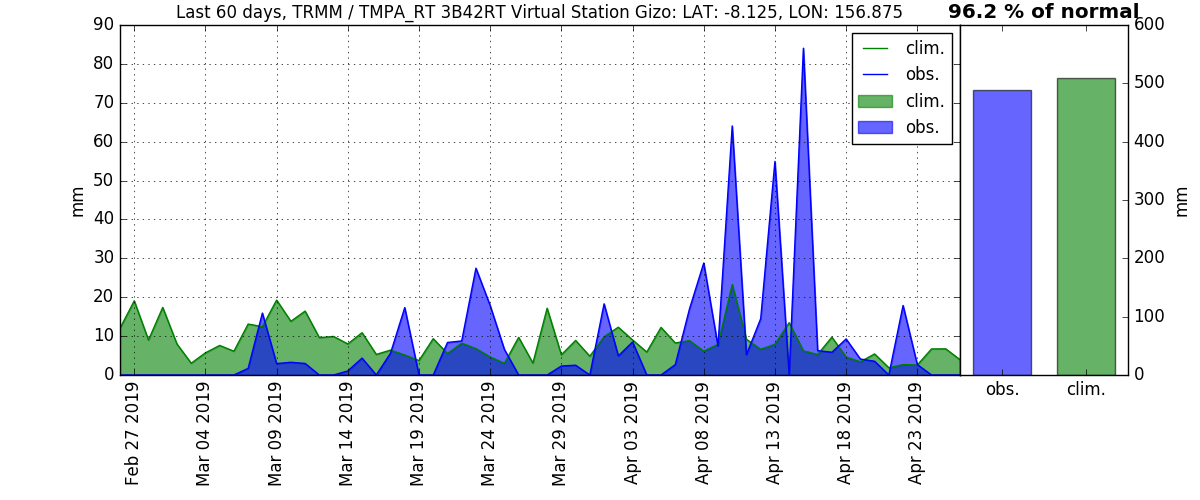 Last 60 days, TRMM / TMPA_RT 3B42RT Virtual Station Gizo: LAT: -8.125, LON: 156.875
96.2 % of normal
90
80
70
60
50
40
30
20
10
0
mm
clim.
obs.
clim.
obs.
600
500
400
300
200
100
0
mm
obs.
clim.
Feb 27 2019
Mar 04 2019
Mar 09 2019
Mar 14 2019
Mar 19 2019
Mar 24 2019
Mar 29 2019
Apr 03 2019
Apr 08 2019
Apr 13 2019
Apr 18 2019
Apr 23 2019